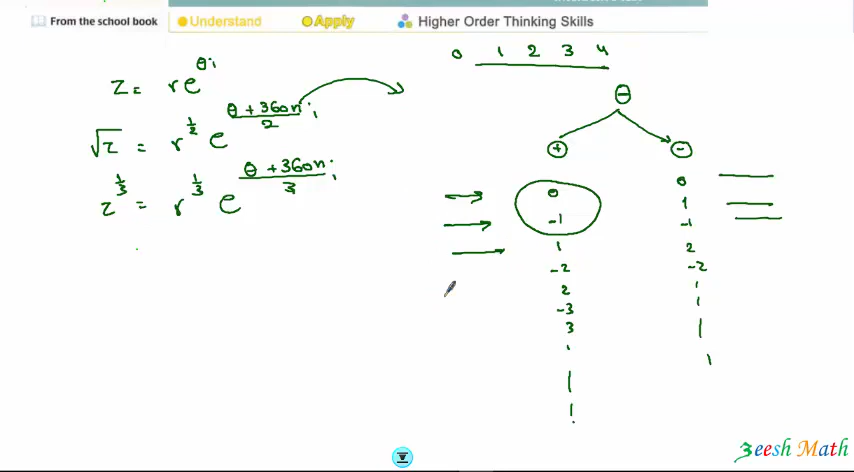 From the school book Understand Apply Higher Order Thinking Skills
0 1 2 3 4
z = re^{θi}
√z = r^{1/2} e^{(θ + 360n)/2 i}
z^{1/3} = r^{1/3} e^{(θ + 360n)/3 i}
θ
+ -
0 0
-1 1
1 -1
-2 2
2 -2
-3
3
3eesh Math